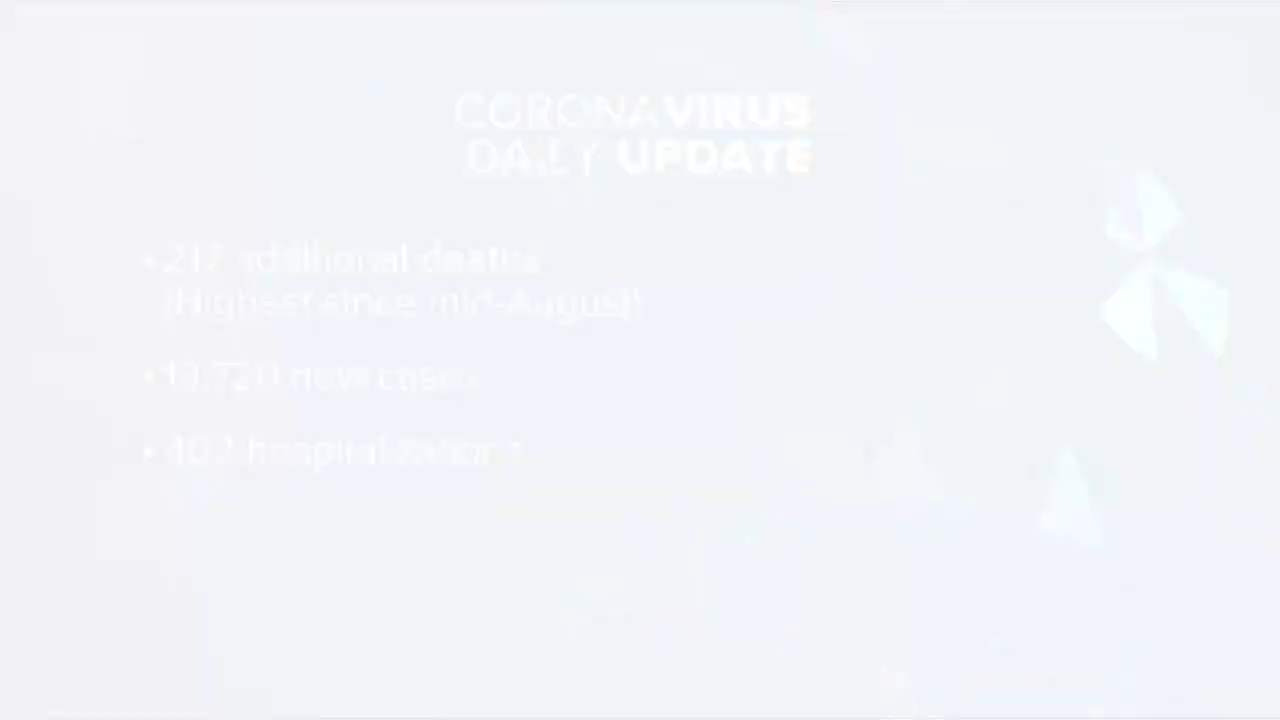 CORONAVIRUS
DAILY UPDATE
• 217 additional deaths
(Highest since mid-August)
• new cases
• hospitalizations